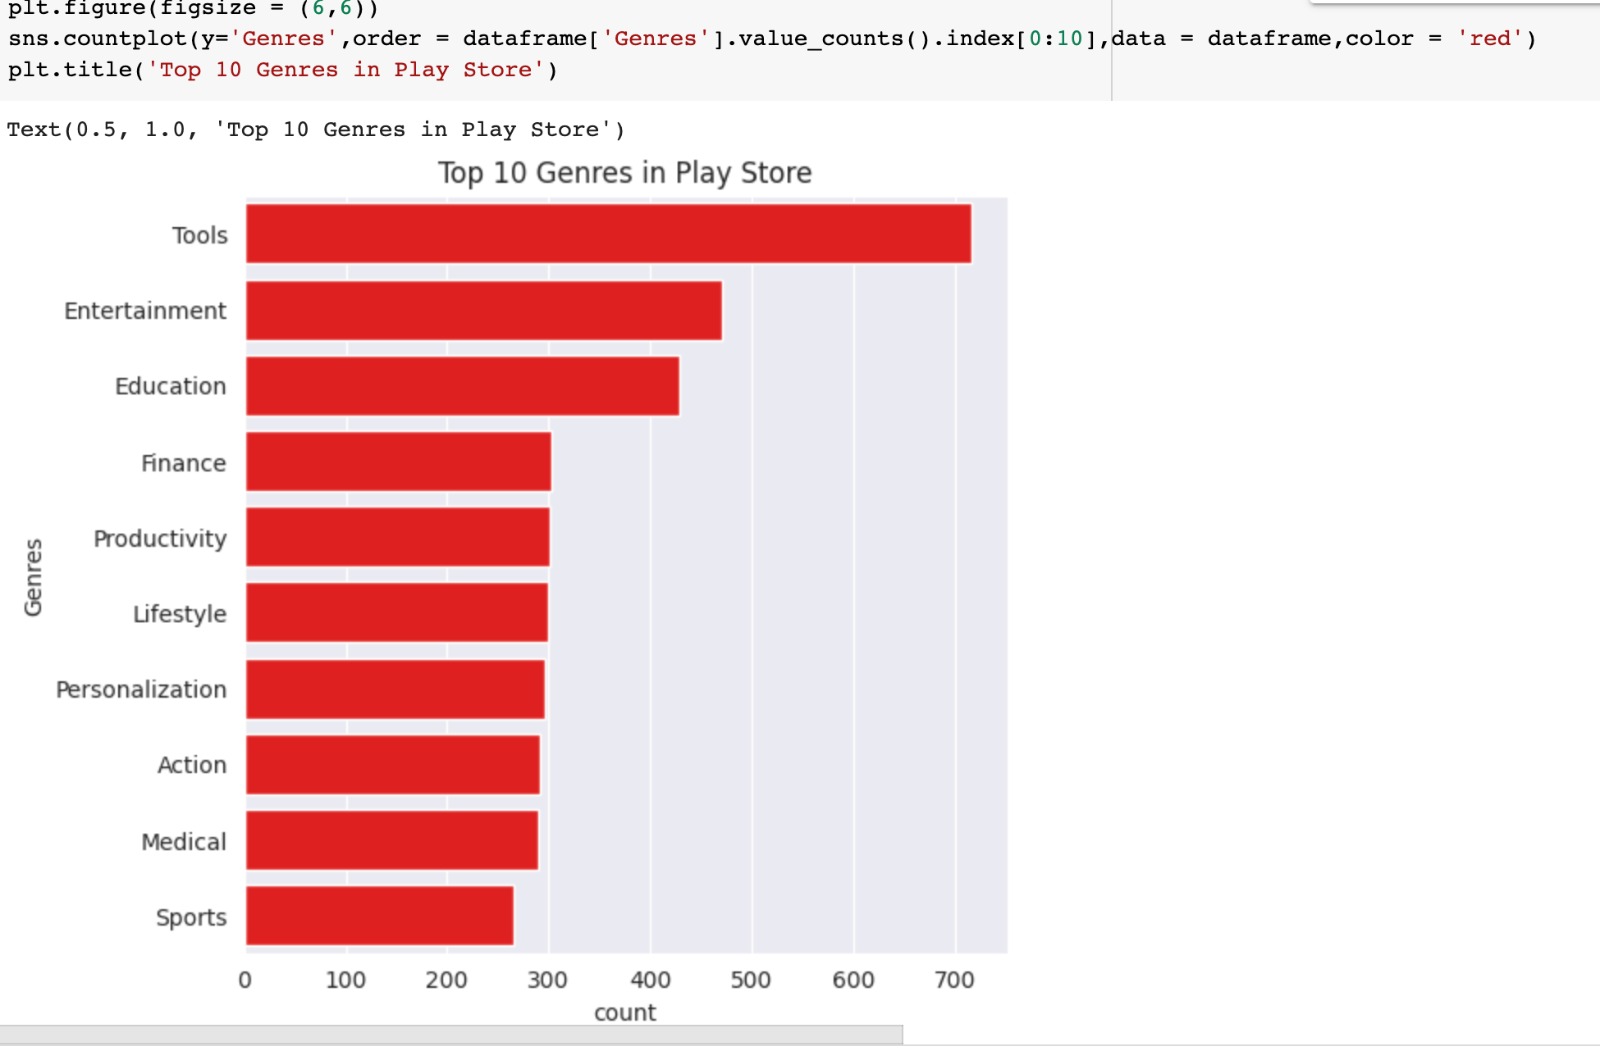 plt.figure(figsize = (6,6))
sns.countplot(y='Genres',order = dataframe['Genres'].value_counts().index[0:10],data = dataframe,color = 'red')
plt.title('Top 10 Genres in Play Store')
Text(0.5, 1.0, 'Top 10 Genres in Play Store')
Top 10 Genres in Play Store
Tools
Entertainment
Education
Finance
Productivity
Genres
Lifestyle
Personalization
Action
Medical
Sports
0 100 200 300 400 500 600 700
count